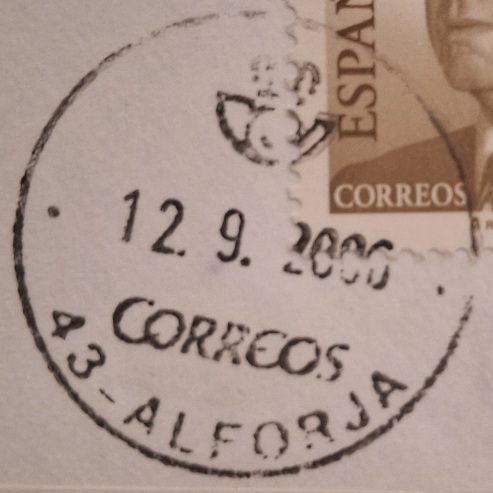 ESPAÑ
CORREOS
12. 9. 2000
CORREOS
43-ALFORJA